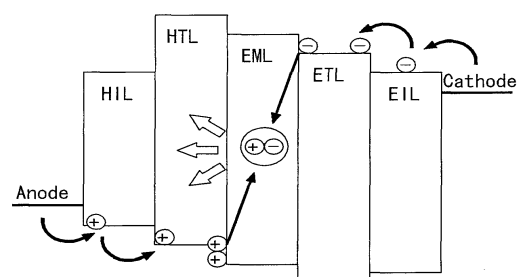 HTL
EML
HIL
ETL
EIL
Cathode
Anode
+
+
+
+
+ −
−
−
−